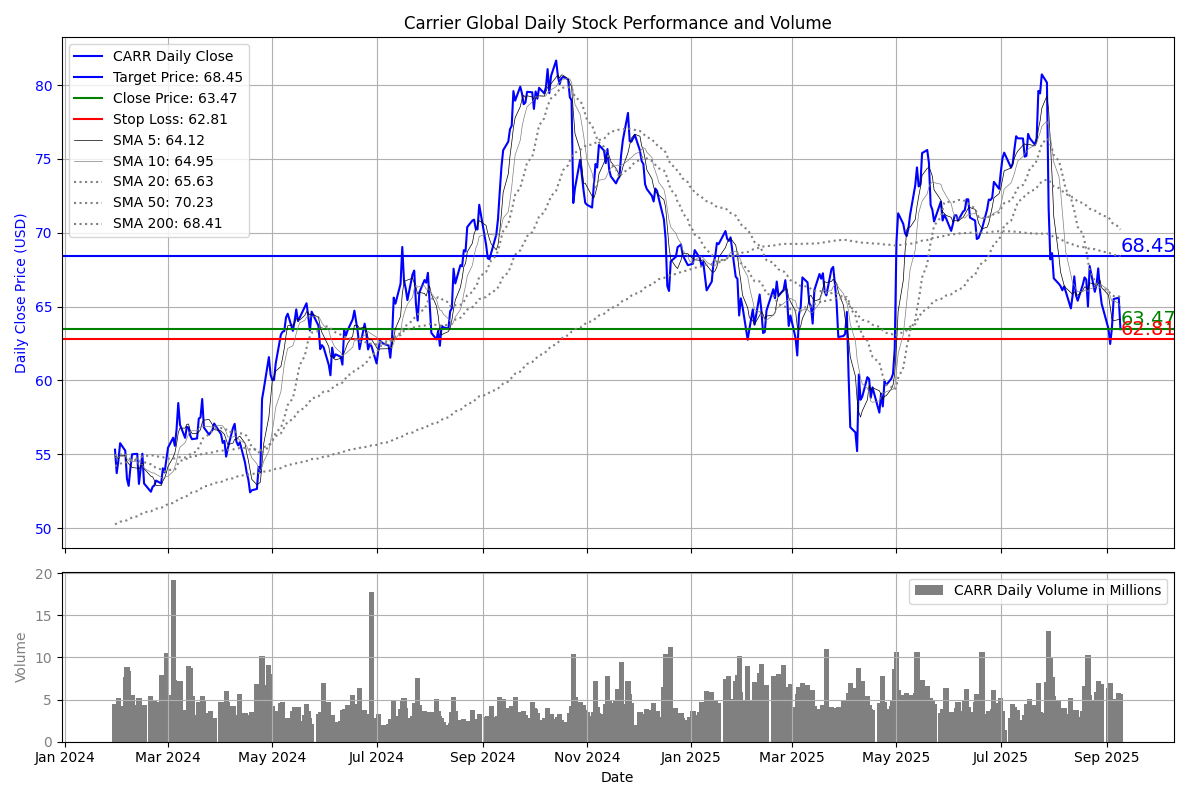 Carrier Global Daily Stock Performance and Volume
CARR Daily Close
Target Price: 68.45
Close Price: 63.47
Stop Loss: 62.81
SMA 5: 64.12
SMA 10: 64.95
SMA 20: 65.63
SMA 50: 70.23
SMA 200: 68.41
Daily Close Price (USD)
80
75
70
65
60
55
50
68.45
63.47
62.81
CARR Daily Volume in Millions
Volume
20
15
10
5
0
Jan 2024 Mar 2024 May 2024 Jul 2024 Sep 2024 Nov 2024 Jan 2025 Mar 2025 May 2025 Jul 2025 Sep 2025
Date